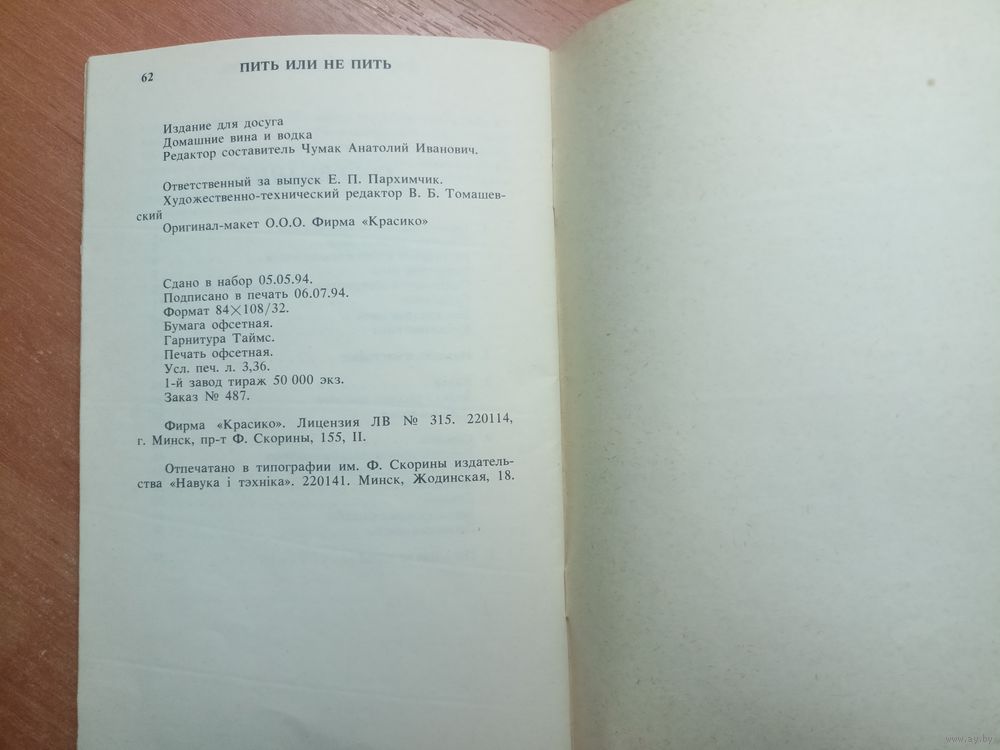 62
ПИТЬ ИЛИ НЕ ПИТЬ
Издание для досуга
Домашние вина и водка
Редактор составитель Чумак Анатолий Иванович.
Ответственный за выпуск Е. П. Пархимчик.
Художественно-технический редактор В. Б. Томашев-
ский
Оригинал-макет О.О.О. Фирма «Красико»
Сдано в набор 05.05.94.
Подписано в печать 06.07.94.
Формат 84×108/32.
Бумага офсетная.
Гарнитура Таймс.
Печать офсетная.
Усл. печ. л. 3,36.
1-й завод тираж 50 000 экз.
Заказ № 487.
Фирма «Красико». Лицензия ЛВ № 315. 220114,
г. Минск, пр-т Ф. Скорины, 155, II.
Отпечатано в типографии им. Ф. Скорины издатель-
ства «Навука і тэхніка». 220141. Минск, Жодинская, 18.
www.ay.by